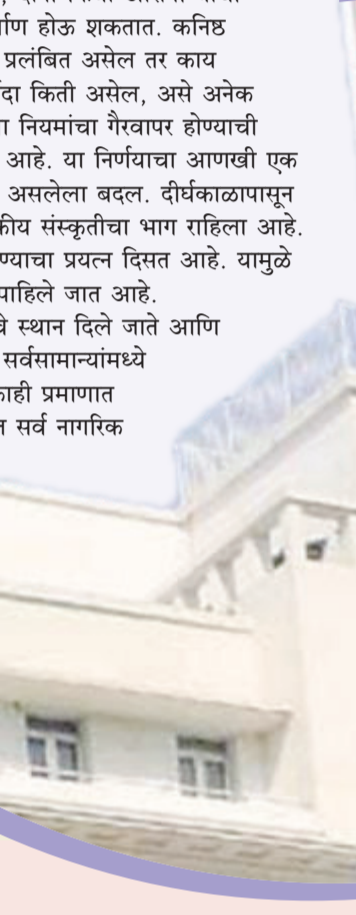 र्माण होऊ शकतात. कनिष्ठ
प्रलंबित असेल तर काय
किती असेल, असे अनेक
नियमांचा गैरवापर होण्याची
आहे. या निर्णयाचा आणखी एक
असलेला बदल. दीर्घकाळापासून
कीय संस्कृतीचा भाग राहिला आहे.
ण्याचा प्रयत्न दिसत आहे. यामुळे
पाहिले जात आहे.
स्थान दिले जाते आणि
सर्वसामान्यांमध्ये
काही प्रमाणात
सर्व नागरिक